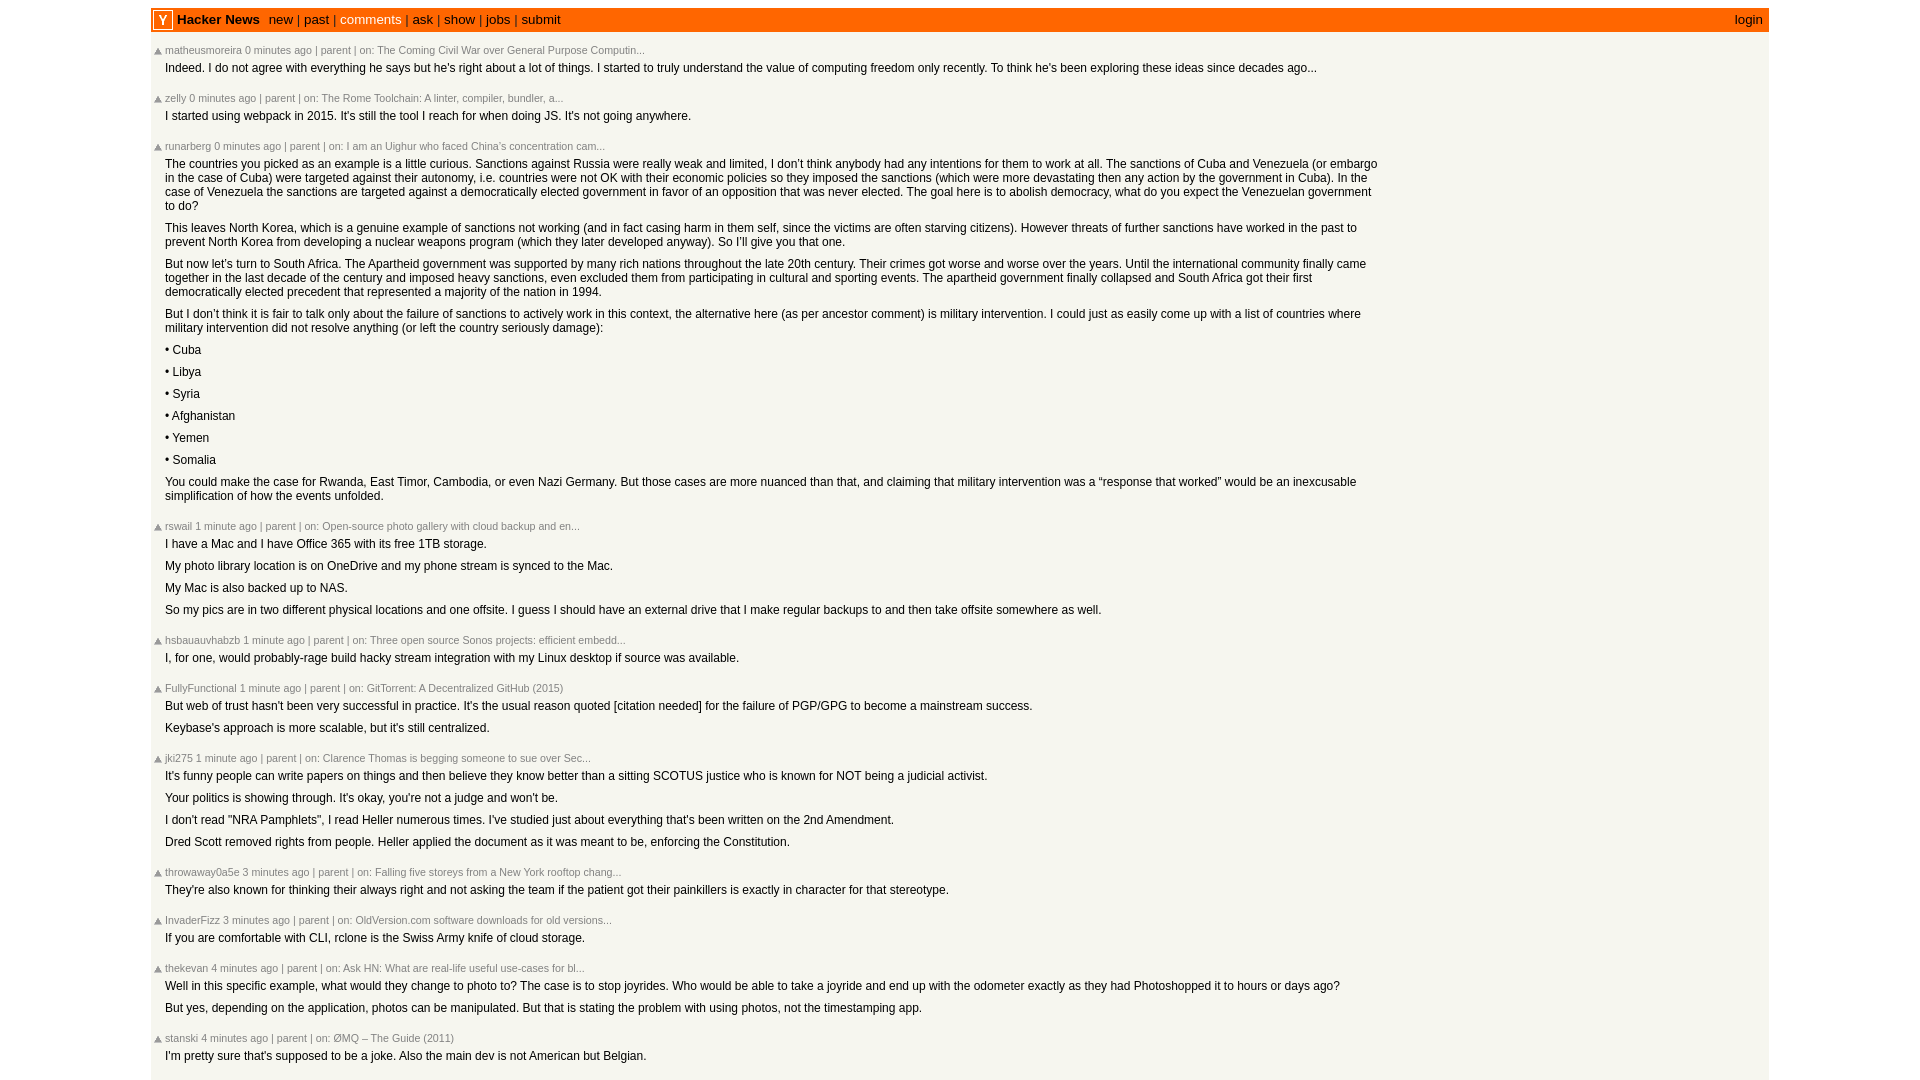 Y Hacker News new | past | comments | ask | show | jobs | submit login
matheusmoreira 0 minutes ago | parent | on: The Coming Civil War over General Purpose Computin...
Indeed. I do not agree with everything he says but he's right about a lot of things. I started to truly understand the value of computing freedom only recently. To think he's been exploring these ideas since decades ago...
zelly 0 minutes ago | parent | on: The Rome Toolchain: A linter, compiler, bundler, a...
I started using webpack in 2015. It's still the tool I reach for when doing JS. It's not going anywhere.
runarberg 0 minutes ago | parent | on: I am an Uighur who faced China's concentration cam...
The countries you picked as an example is a little curious. Sanctions against Russia were really weak and limited, I don’t think anybody had any intentions for them to work at all. The sanctions of Cuba and Venezuela (or embargo
in the case of Cuba) were targeted against their autonomy, i.e. countries were not OK with their economic policies so they imposed the sanctions (which were more devastating then any action by the government in Cuba). In the
case of Venezuela the sanctions are targeted against a democratically elected government in favor of an opposition that was never elected. The goal here is to abolish democracy, what do you expect the Venezuelan government
to do?
This leaves North Korea, which is a genuine example of sanctions not working (and in fact casing harm in them self, since the victims are often starving citizens). However threats of further sanctions have worked in the past to
prevent North Korea from developing a nuclear weapons program (which they later developed anyway). So I’ll give you that one.
But now let’s turn to South Africa. The Apartheid government was supported by many rich nations throughout the late 20th century. Their crimes got worse and worse over the years. Until the international community finally came
together in the last decade of the century and imposed heavy sanctions, even excluded them from participating in cultural and sporting events. The apartheid government finally collapsed and South Africa got their first
democratically elected precedent that represented a majority of the nation in 1994.
But I don’t think it is fair to talk only about the failure of sanctions to actively work in this context, the alternative here (as per ancestor comment) is military intervention. I could just as easily come up with a list of countries where
military intervention did not resolve anything (or left the country seriously damage):
• Cuba
• Libya
• Syria
• Afghanistan
• Yemen
• Somalia
You could make the case for Rwanda, East Timor, Cambodia, or even Nazi Germany. But those cases are more nuanced than that, and claiming that military intervention was a “response that worked” would be an inexcusable
simplification of how the events unfolded.
rswail 1 minute ago | parent | on: Open-source photo gallery with cloud backup and en...
I have a Mac and I have Office 365 with its free 1TB storage.
My photo library location is on OneDrive and my phone stream is synced to the Mac.
My Mac is also backed up to NAS.
So my pics are in two different physical locations and one offsite. I guess I should have an external drive that I make regular backups to and then take offsite somewhere as well.
hsbauauvhabzb 1 minute ago | parent | on: Three open source Sonos projects: efficient embedd...
I, for one, would probably-rage build hacky stream integration with my Linux desktop if source was available.
FullyFunctional 1 minute ago | parent | on: GitTorrent: A Decentralized GitHub (2015)
But web of trust hasn't been very successful in practice. It's the usual reason quoted [citation needed] for the failure of PGP/GPG to become a mainstream success.
Keybase's approach is more scalable, but it's still centralized.
jki275 1 minute ago | parent | on: Clarence Thomas is begging someone to sue over Sec...
It's funny people can write papers on things and then believe they know better than a sitting SCOTUS justice who is known for NOT being a judicial activist.
Your politics is showing through. It's okay, you're not a judge and won't be.
I don't read "NRA Pamphlets", I read Heller numerous times. I've studied just about everything that's been written on the 2nd Amendment.
Dred Scott removed rights from people. Heller applied the document as it was meant to be, enforcing the Constitution.
throwaway0a5e 3 minutes ago | parent | on: Falling five storeys from a New York rooftop chang...
They're also known for thinking their always right and not asking the team if the patient got their painkillers is exactly in character for that stereotype.
InvaderFizz 3 minutes ago | parent | on: OldVersion.com software downloads for old versions...
If you are comfortable with CLI, rclone is the Swiss Army knife of cloud storage.
thekevan 4 minutes ago | parent | on: Ask HN: What are real-life useful use-cases for bl...
Well in this specific example, what would they change to photo to? The case is to stop joyrides. Who would be able to take a joyride and end up with the odometer exactly as they had Photoshopped it to hours or days ago?
But yes, depending on the application, photos can be manipulated. But that is stating the problem with using photos, not the timestamping app.
stanski 4 minutes ago | parent | on: ØMQ – The Guide (2011)
I'm pretty sure that's supposed to be a joke. Also the main dev is not American but Belgian.